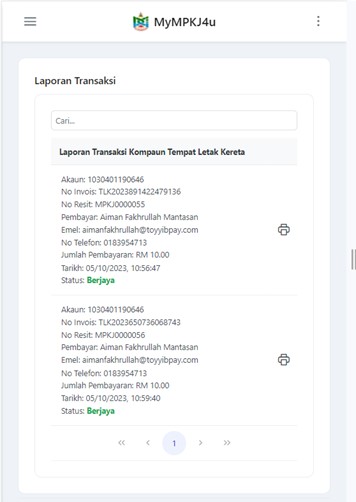 MyMPKJ4u
Laporan Transaksi
Cari...
Laporan Transaksi Kompaun Tempat Letak Kereta
Akaun: 1030401190646
No Invois: TLK2023891422479136
No Resit: MPKJ0000055
Pembayar: Aiman Fakhrullah Mantasan
Emel: aimanfakhrullah@toyyibpay.com
No Telefon: 0183954713
Jumlah Pembayaran: RM 10.00
Tarikh: 05/10/2023, 10:56:47
Status: Berjaya
Akaun: 1030401190646
No Invois: TLK2023650736068743
No Resit: MPKJ0000056
Pembayar: Aiman Fakhrullah Mantasan
Emel: aimanfakhrullah@toyyibpay.com
No Telefon: 0183954713
Jumlah Pembayaran: RM 10.00
Tarikh: 05/10/2023, 10:59:40
Status: Berjaya
1